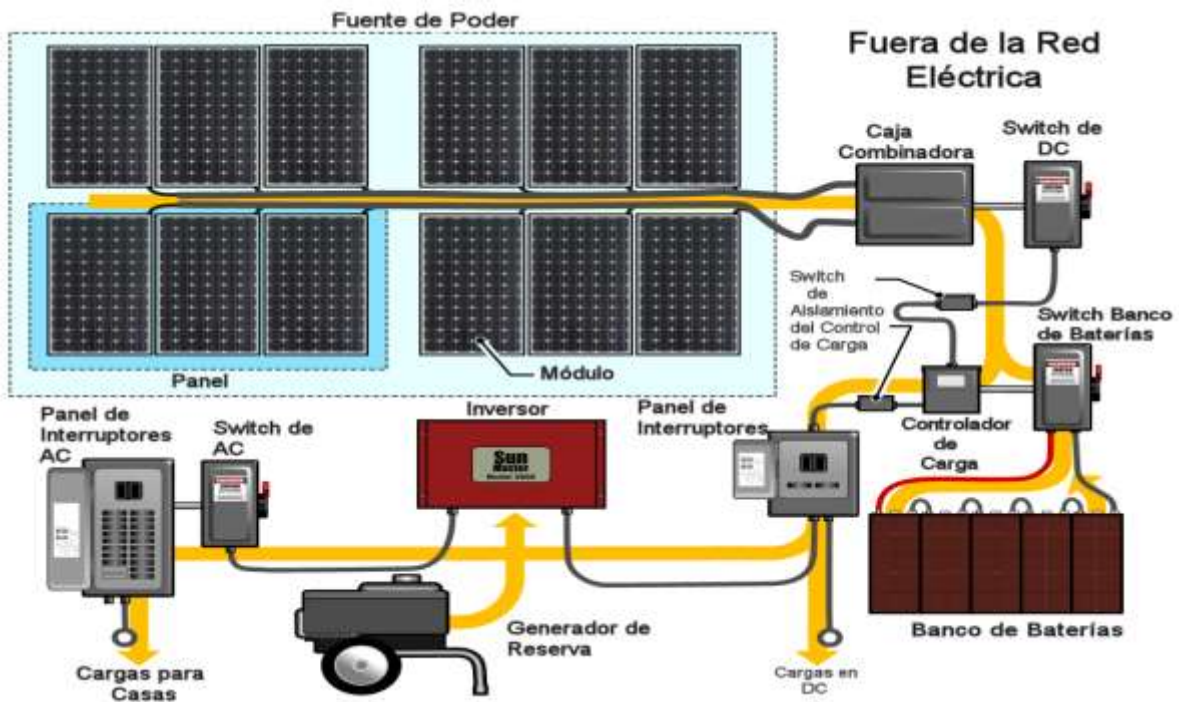 Fuente de Poder
Fuera de la Red
Eléctrica
Caja
Combinadora
Switch de
DC
Switch
de
Aislamiento
del Control
de Carga
Switch Banco
de Baterías
Panel
Módulo
Panel de
Interruptores
AC
Switch de
AC
Inversor
Sun
Master
Panel de
Interruptores
Controlador
de
Carga
Generador de
Reserva
Banco de Baterías
Cargas para
Casas
Cargas en
DC